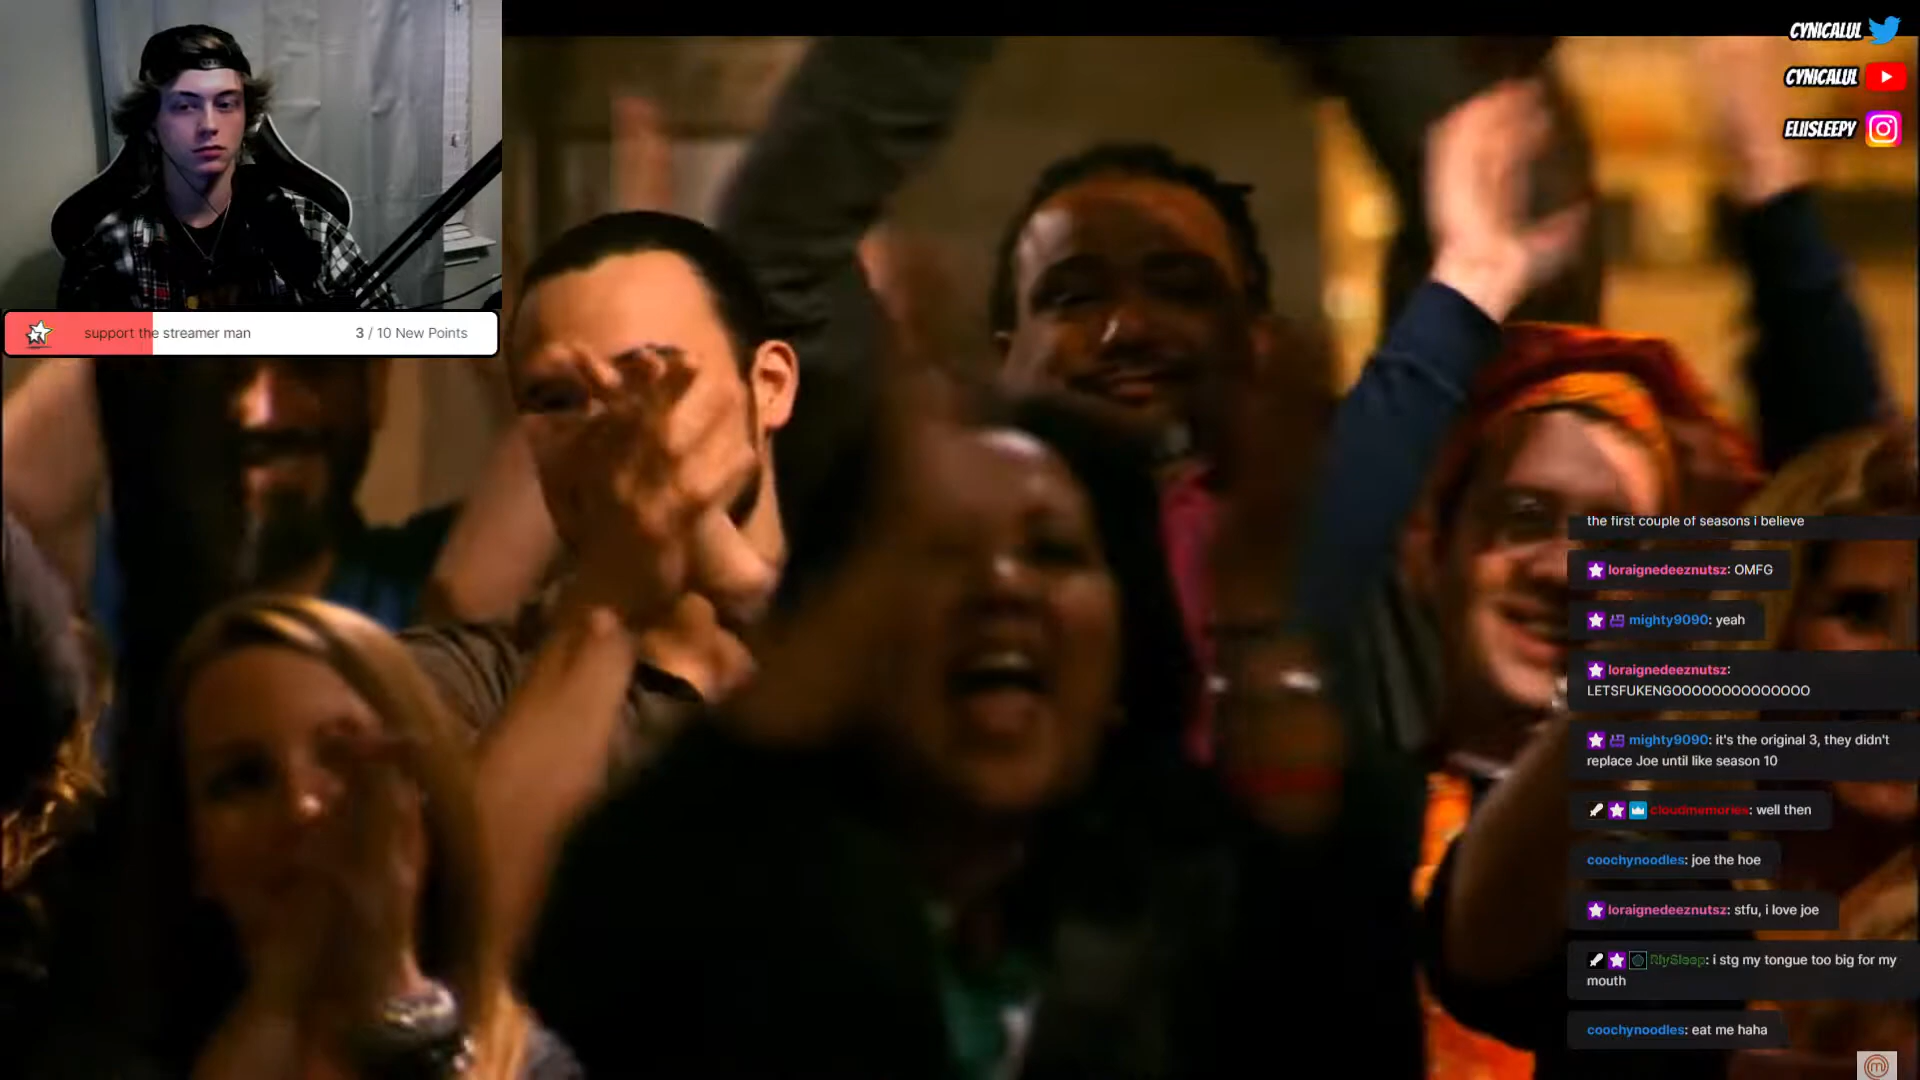 CYNICALUL
CYNICALUL
ELIISLEEPY
support the streamer man 3 / 10 New Points
the first couple of seasons i believe
loraignedeeznutsz: OMFG
mighty9090: yeah
loraignedeeznutsz:
LETSFUKENGOOOOOOOOOOOOOO
mighty9090: it's the original 3, they didn't
replace Joe until like season 10
cloudmemories: well then
coochynoodles: joe the hoe
loraignedeeznutsz: stfu, i love joe
RlySleep: i stg my tongue too big for my
mouth
coochynoodles: eat me haha